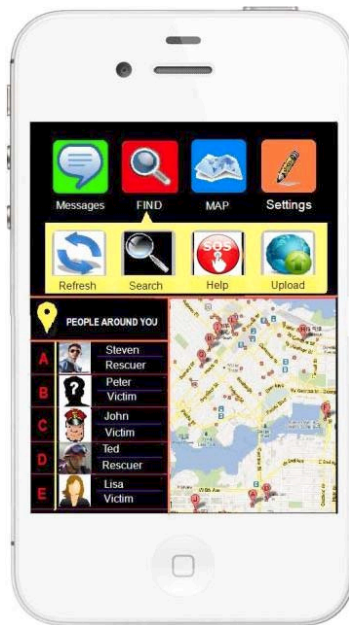 Messages FIND MAP Settings
SOS
Refresh Search Help Upload
PEOPLE AROUND YOU
A Steven
Rescuer
B Peter
Victim
C John
Victim
D Ted
Rescuer
E Lisa
Victim